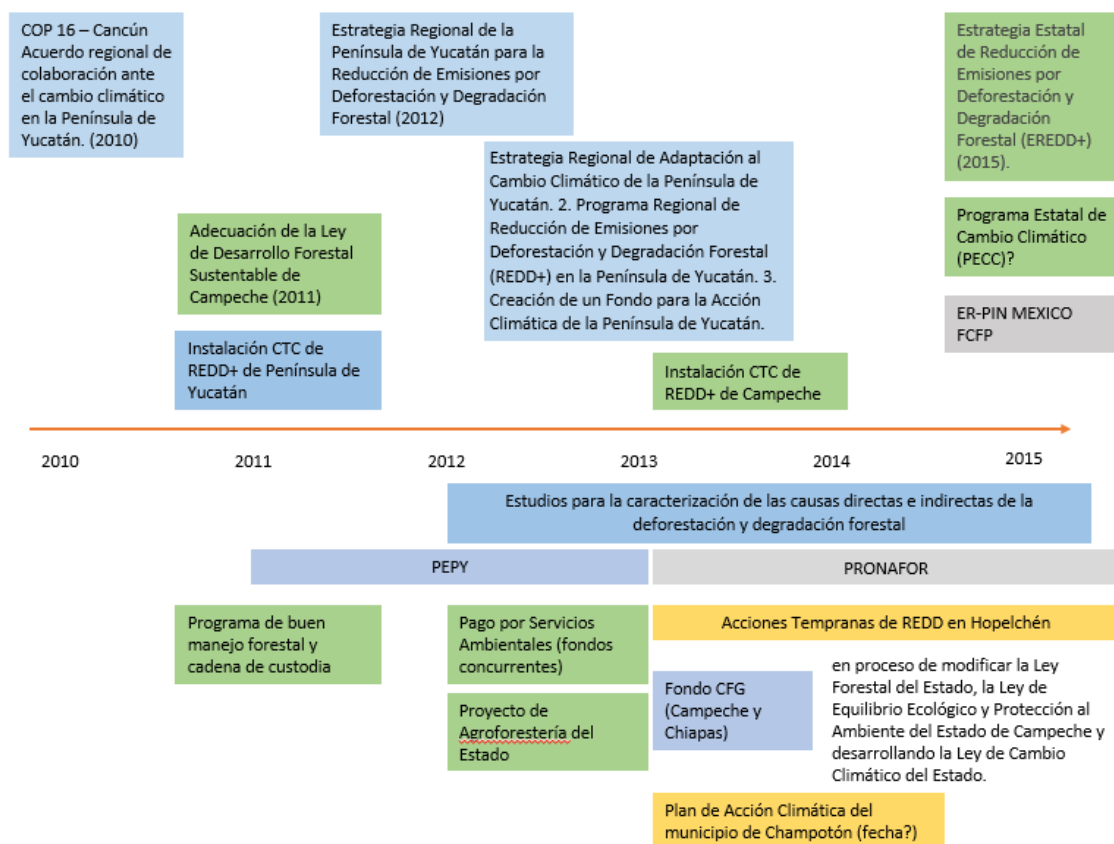 COP 16 – Cancún
Acuerdo regional de
colaboración ante
el cambio climático
en la Península de
Yucatán. (2010)
Estrategia Regional de la
Península de Yucatán para la
Reducción de Emisiones por
Deforestación y Degradación
Forestal (2012)
Estrategia Estatal
de Reducción de
Emisiones por
Deforestación y
Degradación
Forestal (EREDD+)
(2015).
Estrategia Regional de Adaptación al
Cambio Climático de la Península de
Yucatán. 2. Programa Regional de
Reducción de Emisiones por
Deforestación y Degradación Forestal
(REDD+) en la Península de Yucatán. 3.
Creación de un Fondo para la Acción
Climática de la Península de Yucatán.
Adecuación de la Ley
de Desarrollo Forestal
Sustentable de
Campeche (2011)
Programa Estatal de
Cambio Climático
(PECC)?
ER-PIN MEXICO
FCFP
Instalación CTC de
REDD+ de Península de
Yucatán
Instalación CTC de
REDD+ de Campeche
2010
2011
2012
2013
2014
2015
Estudios para la caracterización de las causas directas e indirectas de la
deforestación y degradación forestal
PEPY
PRONAFOR
Programa de buen
manejo forestal y
cadena de custodia
Pago por Servicios
Ambientales (fondos
concurrentes)
Acciones Tempranas de REDD en Hopelchén
Proyecto de
Agroforestería del
Estado
Fondo CFG
(Campeche y
Chiapas)
en proceso de modificar la Ley
Forestal del Estado, la Ley de
Equilibrio Ecológico y Protección al
Ambiente del Estado de Campeche y
desarrollando la Ley de Cambio
Climático del Estado.
Plan de Acción Climática del
municipio de Champotón (fecha?)